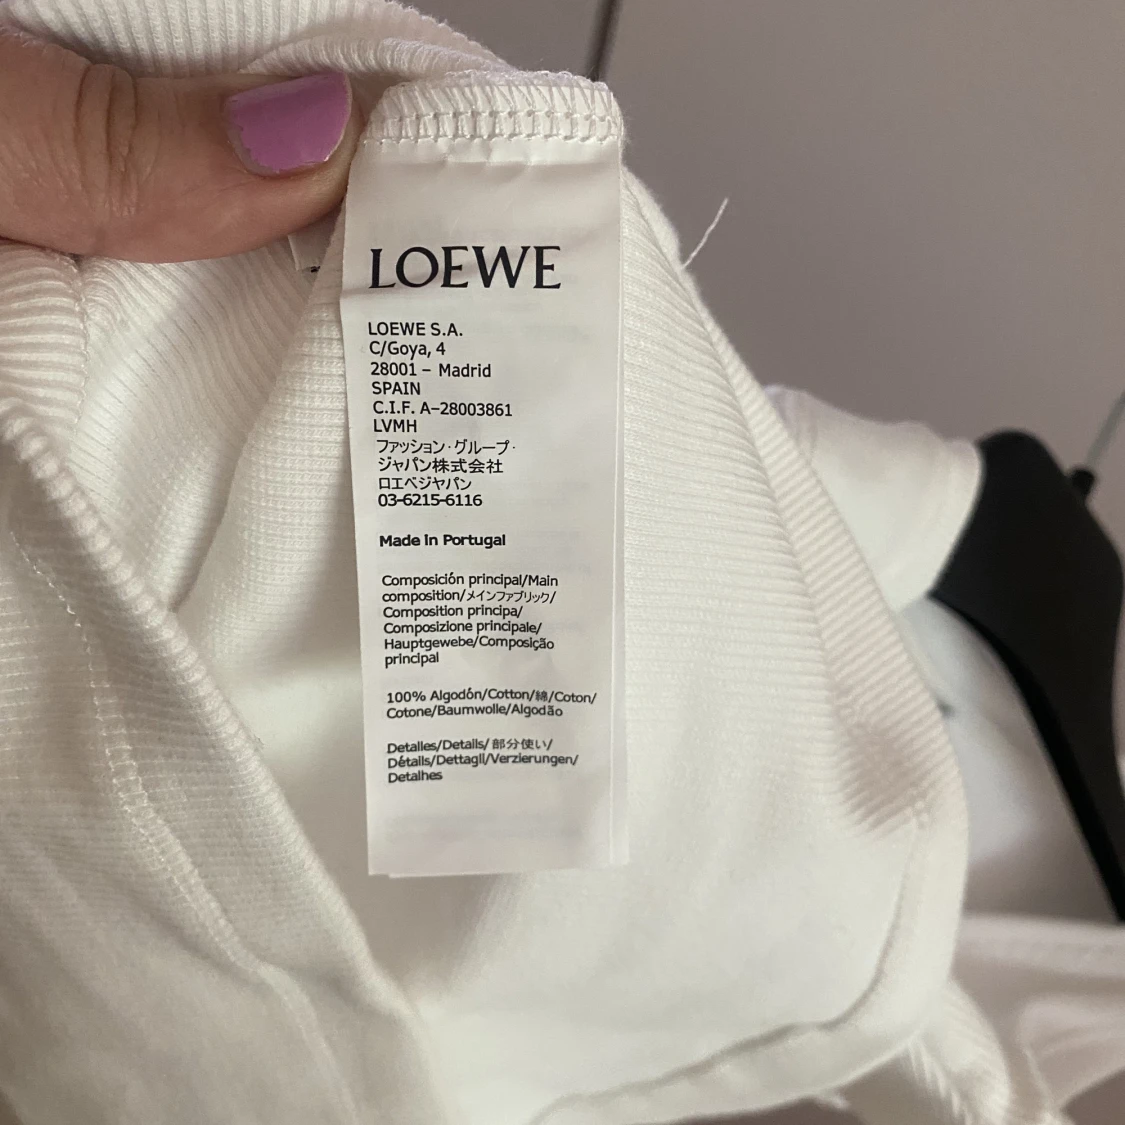 LOEWE
LOEWE S.A.
C/Goya, 4
28001 – Madrid
SPAIN
C.I.F. A-28003861
LVMH
ファッション・グループ・
ジャパン株式会社
ロエベジャパン
03-6215-6116
Made in Portugal
Composición principal/Main
composition/メインファブリック/
Composition principa/
Composizione principale/
Hauptgewebe/Composição
principal
100% Algodón/Cotton/綿/Coton/
Cotone/Baumwolle/Algodão
Detalles/Details/部分使い/
Détails/Dettagli/Verzierungen/
Detalhes